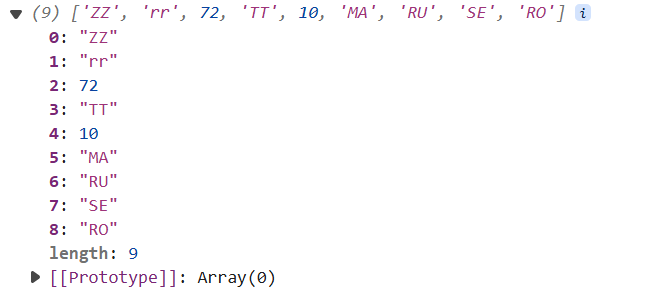 (9) ['ZZ', 'rr', 72, 'TT', 10, 'MA', 'RU', 'SE', 'RO'] i
0: "ZZ"
1: "rr"
2: 72
3: "TT"
4: 10
5: "MA"
6: "RU"
7: "SE"
8: "RO"
length: 9
[[Prototype]]: Array(0)